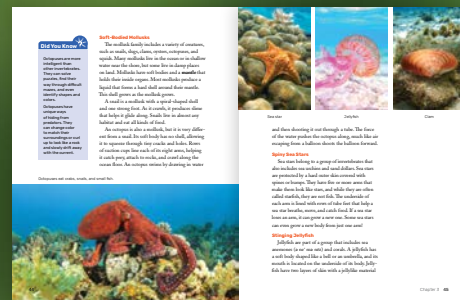 Did You Know
Octopuses are more
intelligent than
other invertebrates.
They can solve
puzzles, find their
way through difficult
mazes, and even
identify shapes and
colors.
Octopuses have
unique ways
of hiding from
predators. They
can change color
to match their
surroundings or curl
up to look like a rock
and slowly drift away
with the current.
Soft-Bodied Mollusks
The mollusk family includes a variety of creatures,
such as snails, slugs, clams, oysters, octopuses, and
squids. Many mollusks live in the ocean or in shallow
water near the shore, but some live in damp places
on land. Mollusks have soft bodies and a mantle that
holds their inside organs. Most mollusks produce a
liquid that forms a hard shell around their mantle.
This shell grows as the mollusk grows.
A snail is a mollusk with a spiral-shaped shell
and one strong foot. As it crawls, it produces slime
that helps it glide along. Snails live in almost any
habitat and eat all kinds of food.
An octopus is also a mollusk, but it is very differ-
ent from a snail. Its soft body has no shell, allowing
it to squeeze through tiny cracks and holes. Rows
of suction cups line each of its eight arms, helping
it catch prey, attach to rocks, and crawl along the
ocean floor. An octopus swims by drawing in water
Octopuses eat crabs, snails, and small fish.
44
Sea star
Jellyfish
Clam
and then shooting it out through a tube. The force
of the water pushes the octopus along, much like air
escaping from a balloon shoots the balloon forward.
Spiny Sea Stars
Sea stars belong to a group of invertebrates that
also includes sea urchins and sand dollars. Sea stars
are protected by a hard outer skin covered with
spines or bumps. They have five or more arms that
make them look like stars, and while they are often
called starfish, they are not fish. The underside of
each arm is lined with rows of tube feet that help a
sea star breathe, move, and catch food. If a sea star
loses an arm, it can grow a new one. Some sea stars
can even grow a new body from just one arm!
Stinging Jellyfish
Jellyfish are part of a group that includes sea
anemones (ə ne′ mə nēz) and corals. A jellyfish has
a soft body shaped like a bell or an umbrella, and its
mouth is located on the underside of its body. Jelly-
fish have two layers of skin with a jellylike material
Chapter 3 45